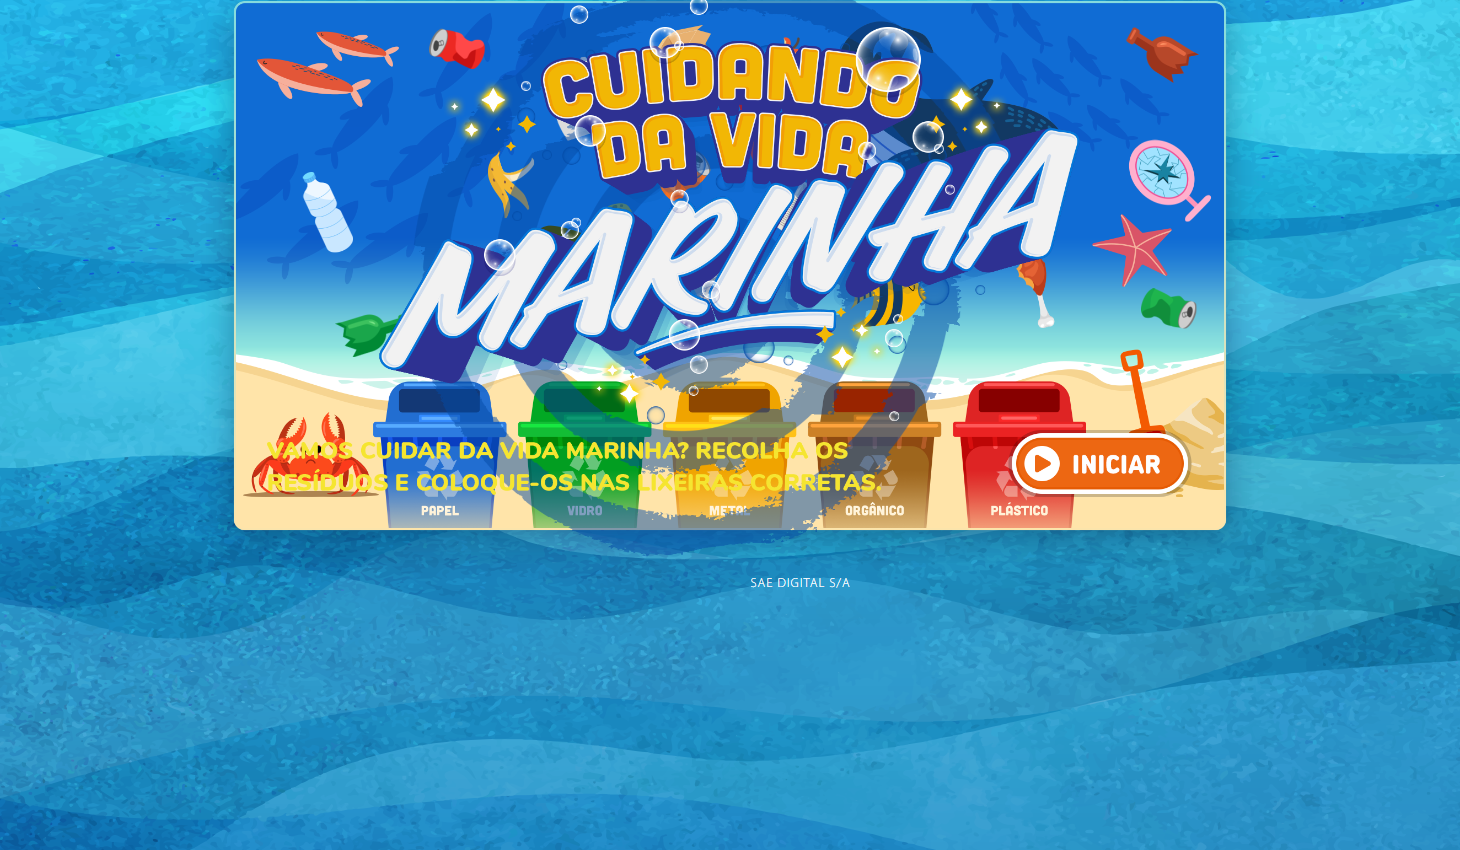 CUIDANDO
DA VIDA
MARINHA
VAMOS CUIDAR DA VIDA MARINHA? RECOLHA OS
RESÍDUOS E COLOQUE-OS NAS LIXEIRAS CORRETAS.
INICIAR
PAPEL
VIDRO
METAL
ORGÂNICO
PLÁSTICO
SAE DIGITAL S/A